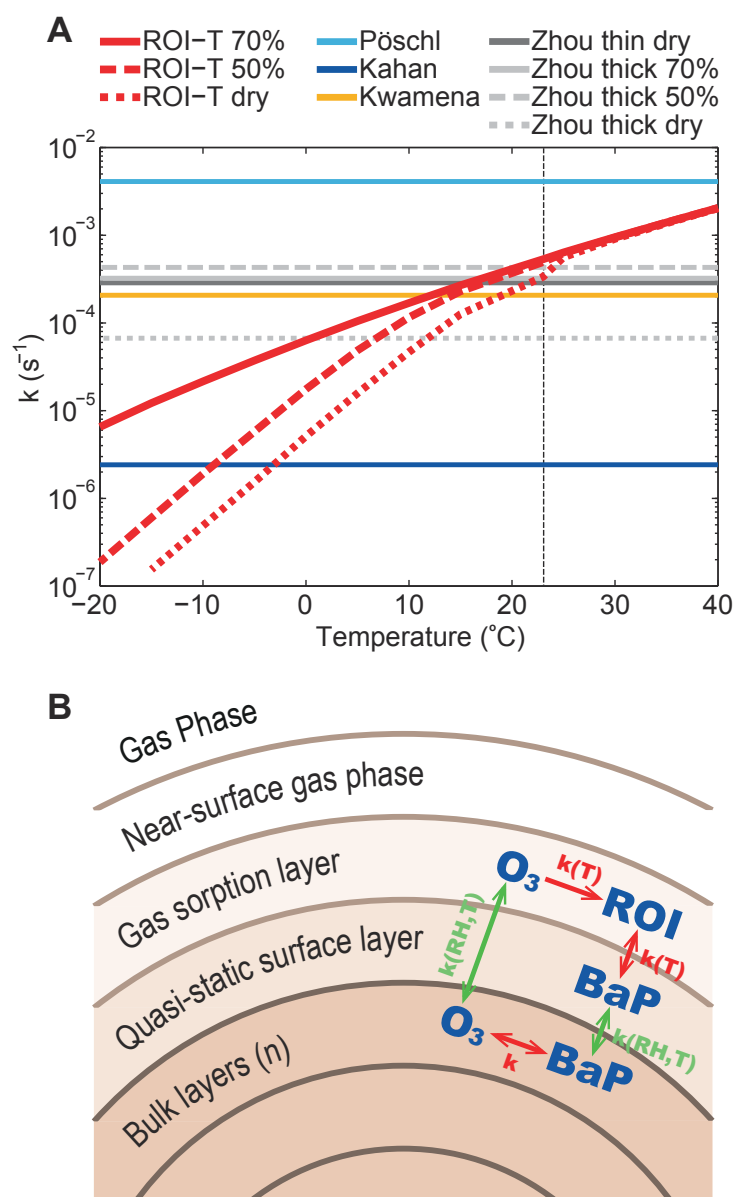 A
ROI−T 70% Pöschl Zhou thin dry
ROI−T 50% Kahan Zhou thick 70%
ROI−T dry Kwamena Zhou thick 50%
Zhou thick dry
10⁻²
10⁻³
10⁻⁴
10⁻⁵
10⁻⁶
10⁻⁷
k (s⁻¹)
−20 −10 0 10 20 30 40
Temperature (°C)
B
Gas Phase
Near-surface gas phase
Gas sorption layer
Quasi-static surface layer
Bulk layers (n)
O₃ k(T) ROI
k(RH,T)
k(T)
BaP
k(RH,T)
O₃ k BaP